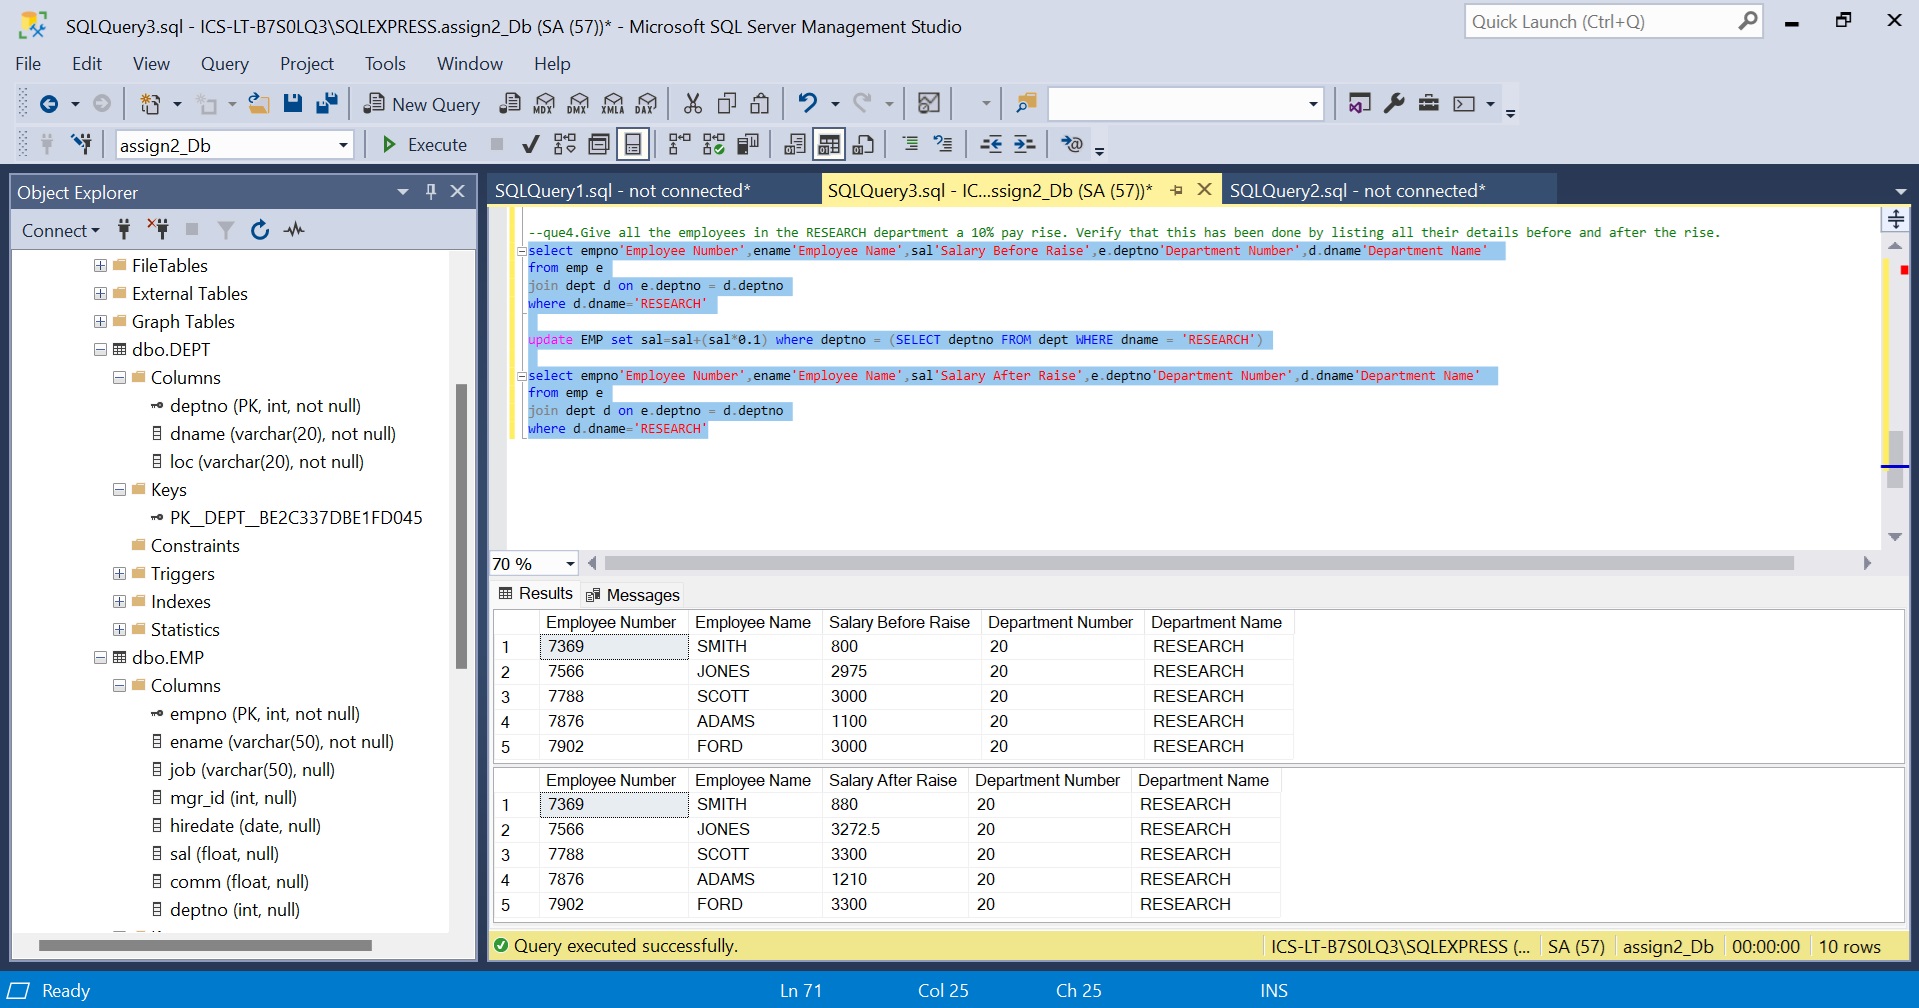 SQLQuery3.sql - ICS-LT-B7S0LQ3\SQLEXPRESS.assign2_Db (SA (57))* - Microsoft SQL Server Management Studio
Quick Launch (Ctrl+Q)
File Edit View Query Project Tools Window Help
New Query MDX DMX XMLA DAX
assign2_Db Execute
Object Explorer
SQLQuery1.sql - not connected* SQLQuery3.sql - IC...ssign2_Db (SA (57))* SQLQuery2.sql - not connected*
Connect
FileTables
External Tables
Graph Tables
dbo.DEPT
Columns
deptno (PK, int, not null)
dname (varchar(20), not null)
loc (varchar(20), not null)
Keys
PK__DEPT__BE2C337DBE1FD045
Constraints
Triggers
Indexes
Statistics
dbo.EMP
Columns
empno (PK, int, not null)
ename (varchar(50), not null)
job (varchar(50), null)
mgr_id (int, null)
hiredate (date, null)
sal (float, null)
comm (float, null)
deptno (int, null)
--que4.Give all the employees in the RESEARCH department a 10% pay rise. Verify that this has been done by listing all their details before and after the rise.
select empno'Employee Number',ename'Employee Name',sal'Salary Before Raise',e.deptno'Department Number',d.dname'Department Name'
from emp e
join dept d on e.deptno = d.deptno
where d.dname='RESEARCH'
update EMP set sal=sal+(sal*0.1) where deptno = (SELECT deptno FROM dept WHERE dname = 'RESEARCH')
select empno'Employee Number',ename'Employee Name',sal'Salary After Raise',e.deptno'Department Number',d.dname'Department Name'
from emp e
join dept d on e.deptno = d.deptno
where d.dname='RESEARCH'
70 %
Results Messages
Employee Number Employee Name Salary Before Raise Department Number Department Name
1 7369 SMITH 800 20 RESEARCH
2 7566 JONES 2975 20 RESEARCH
3 7788 SCOTT 3000 20 RESEARCH
4 7876 ADAMS 1100 20 RESEARCH
5 7902 FORD 3000 20 RESEARCH
Employee Number Employee Name Salary After Raise Department Number Department Name
1 7369 SMITH 880 20 RESEARCH
2 7566 JONES 3272.5 20 RESEARCH
3 7788 SCOTT 3300 20 RESEARCH
4 7876 ADAMS 1210 20 RESEARCH
5 7902 FORD 3300 20 RESEARCH
Query executed successfully. ICS-LT-B7S0LQ3\SQLEXPRESS (... SA (57) assign2_Db 00:00:00 10 rows
Ready Ln 71 Col 25 Ch 25 INS